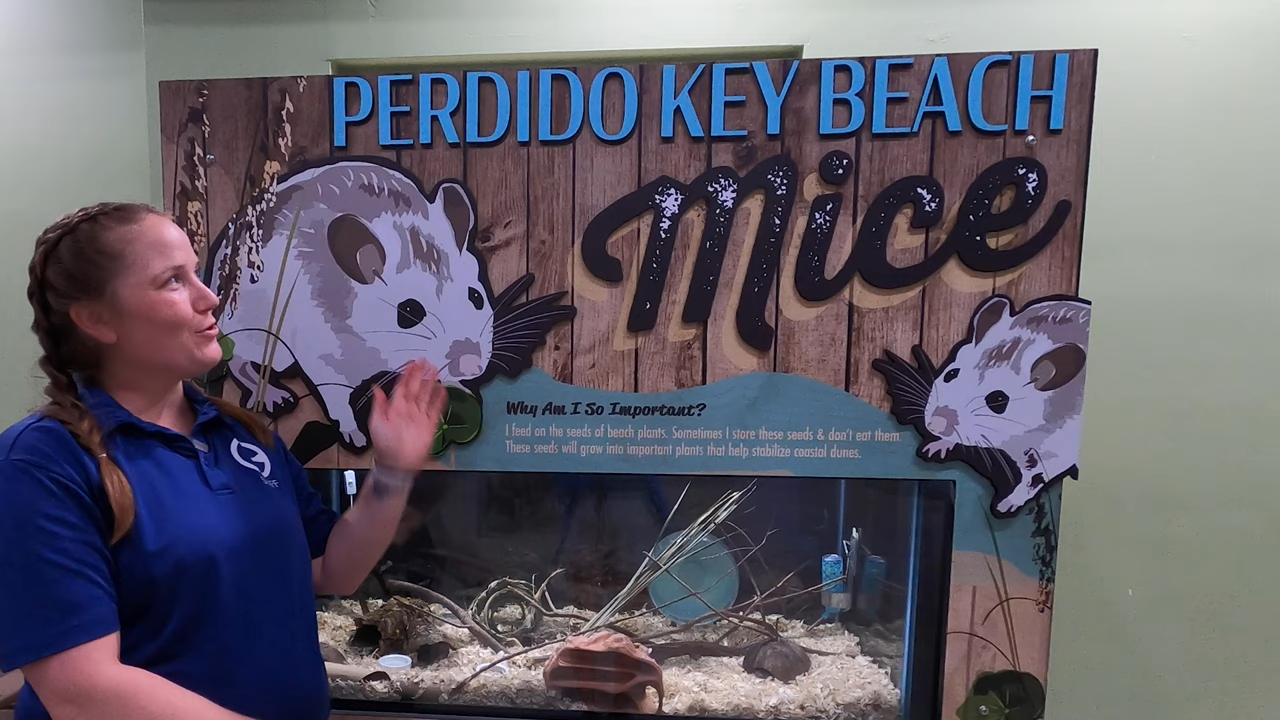 PERDIDO KEY BEACH
Mice
Why Am I So Important?
I feed on the seeds of beach plants. Sometimes I store these seeds & don't eat them.
These seeds will grow into important plants that help stabilize coastal dunes.